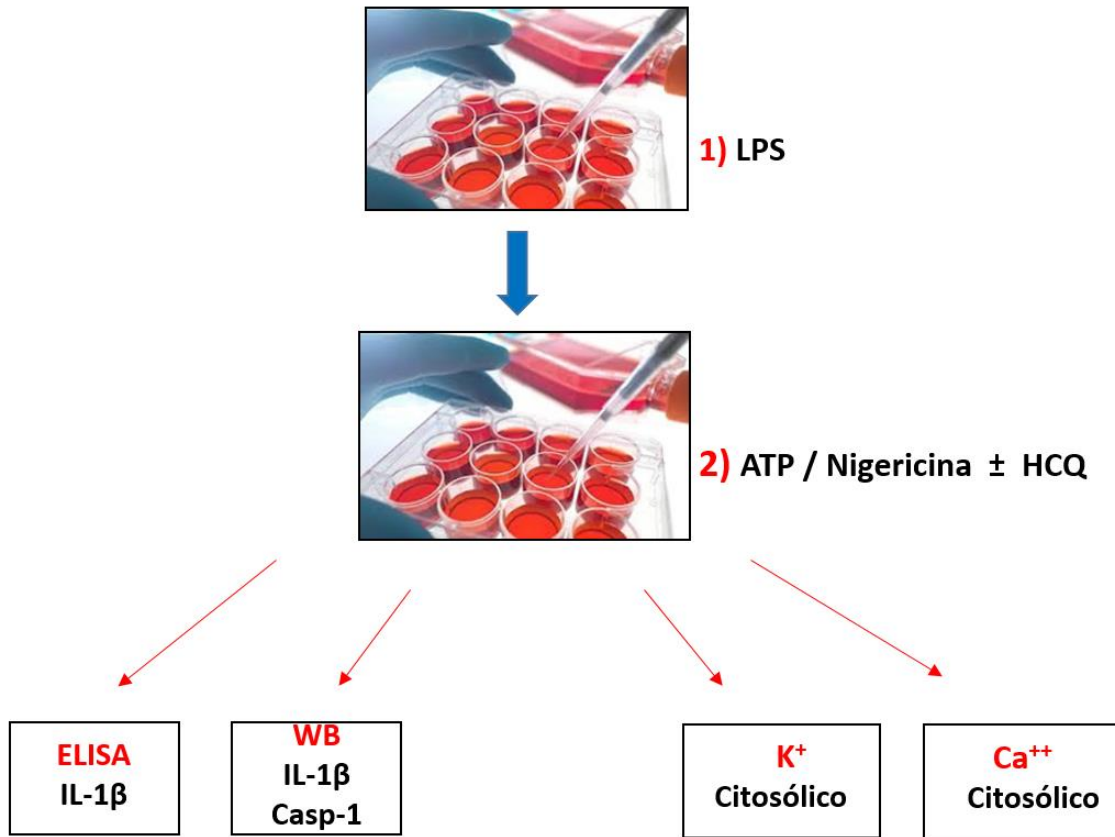 1) LPS
2) ATP / Nigericina ± HCQ
ELISA
IL-1β
WB
IL-1β
Casp-1
K⁺
Citosólico
Ca⁺⁺
Citosólico